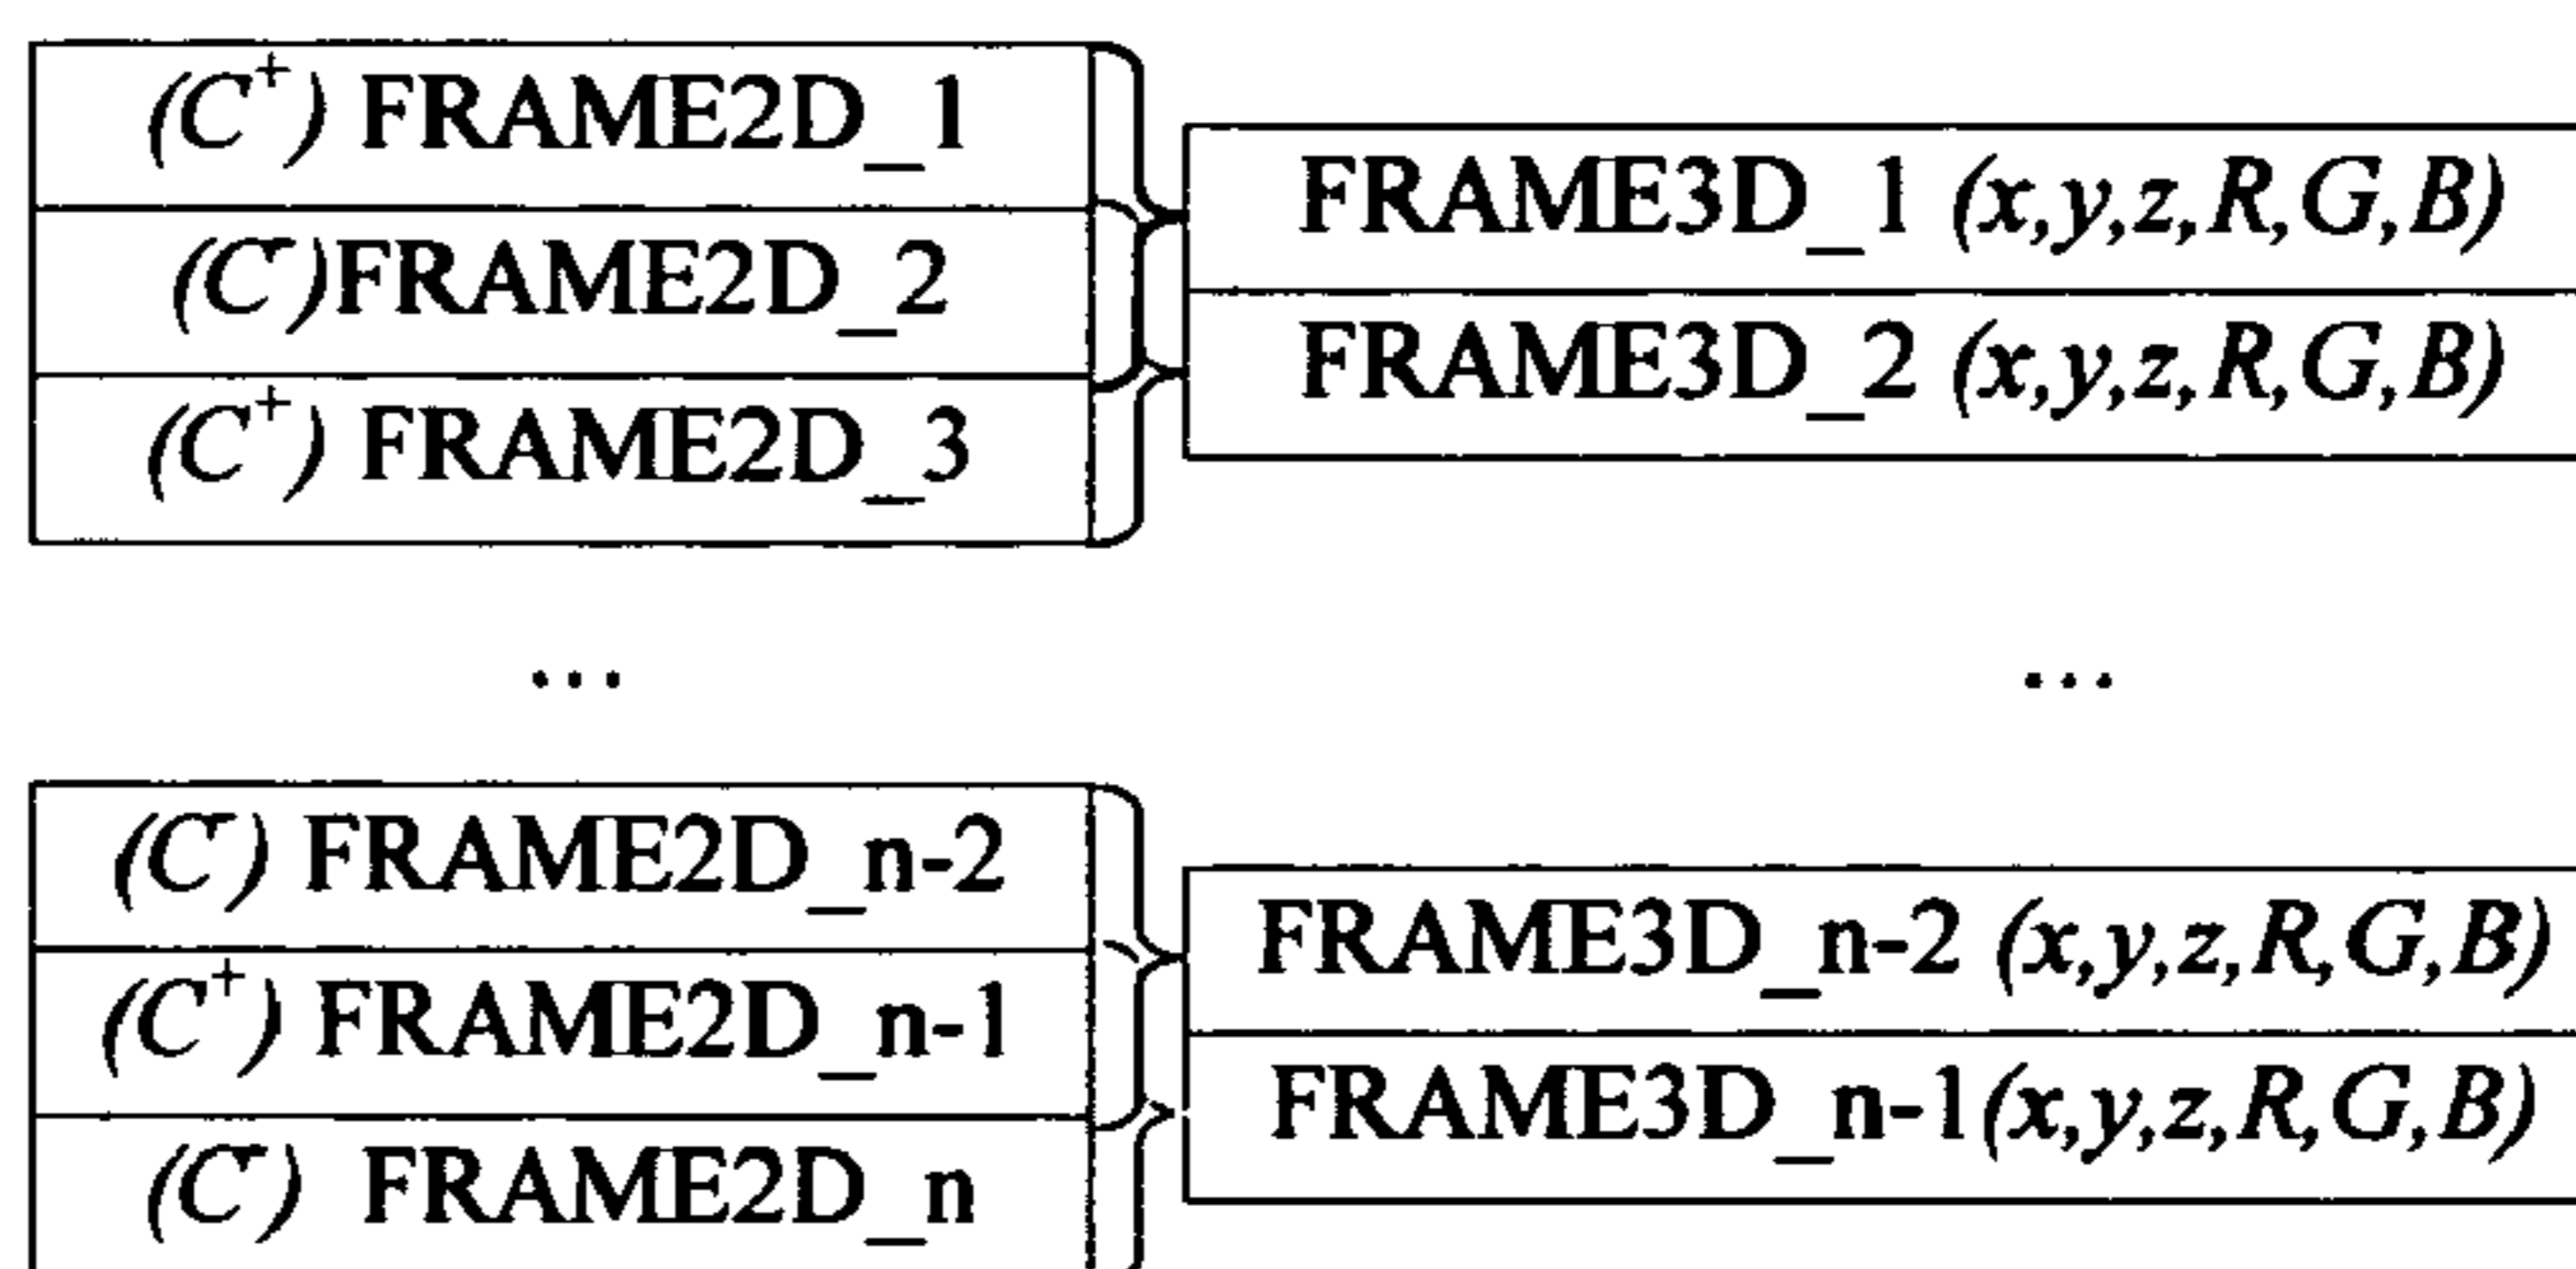 (C⁺) FRAME2D_1
(C⁻)FRAME2D_2
(C⁺) FRAME2D_3
FRAME3D_1 (x,y,z,R,G,B)
FRAME3D_2 (x,y,z,R,G,B)
... ...
(C⁻) FRAME2D_n-2
(C⁺) FRAME2D_n-1
(C⁻) FRAME2D_n
FRAME3D_n-2 (x,y,z,R,G,B)
FRAME3D_n-1(x,y,z,R,G,B)